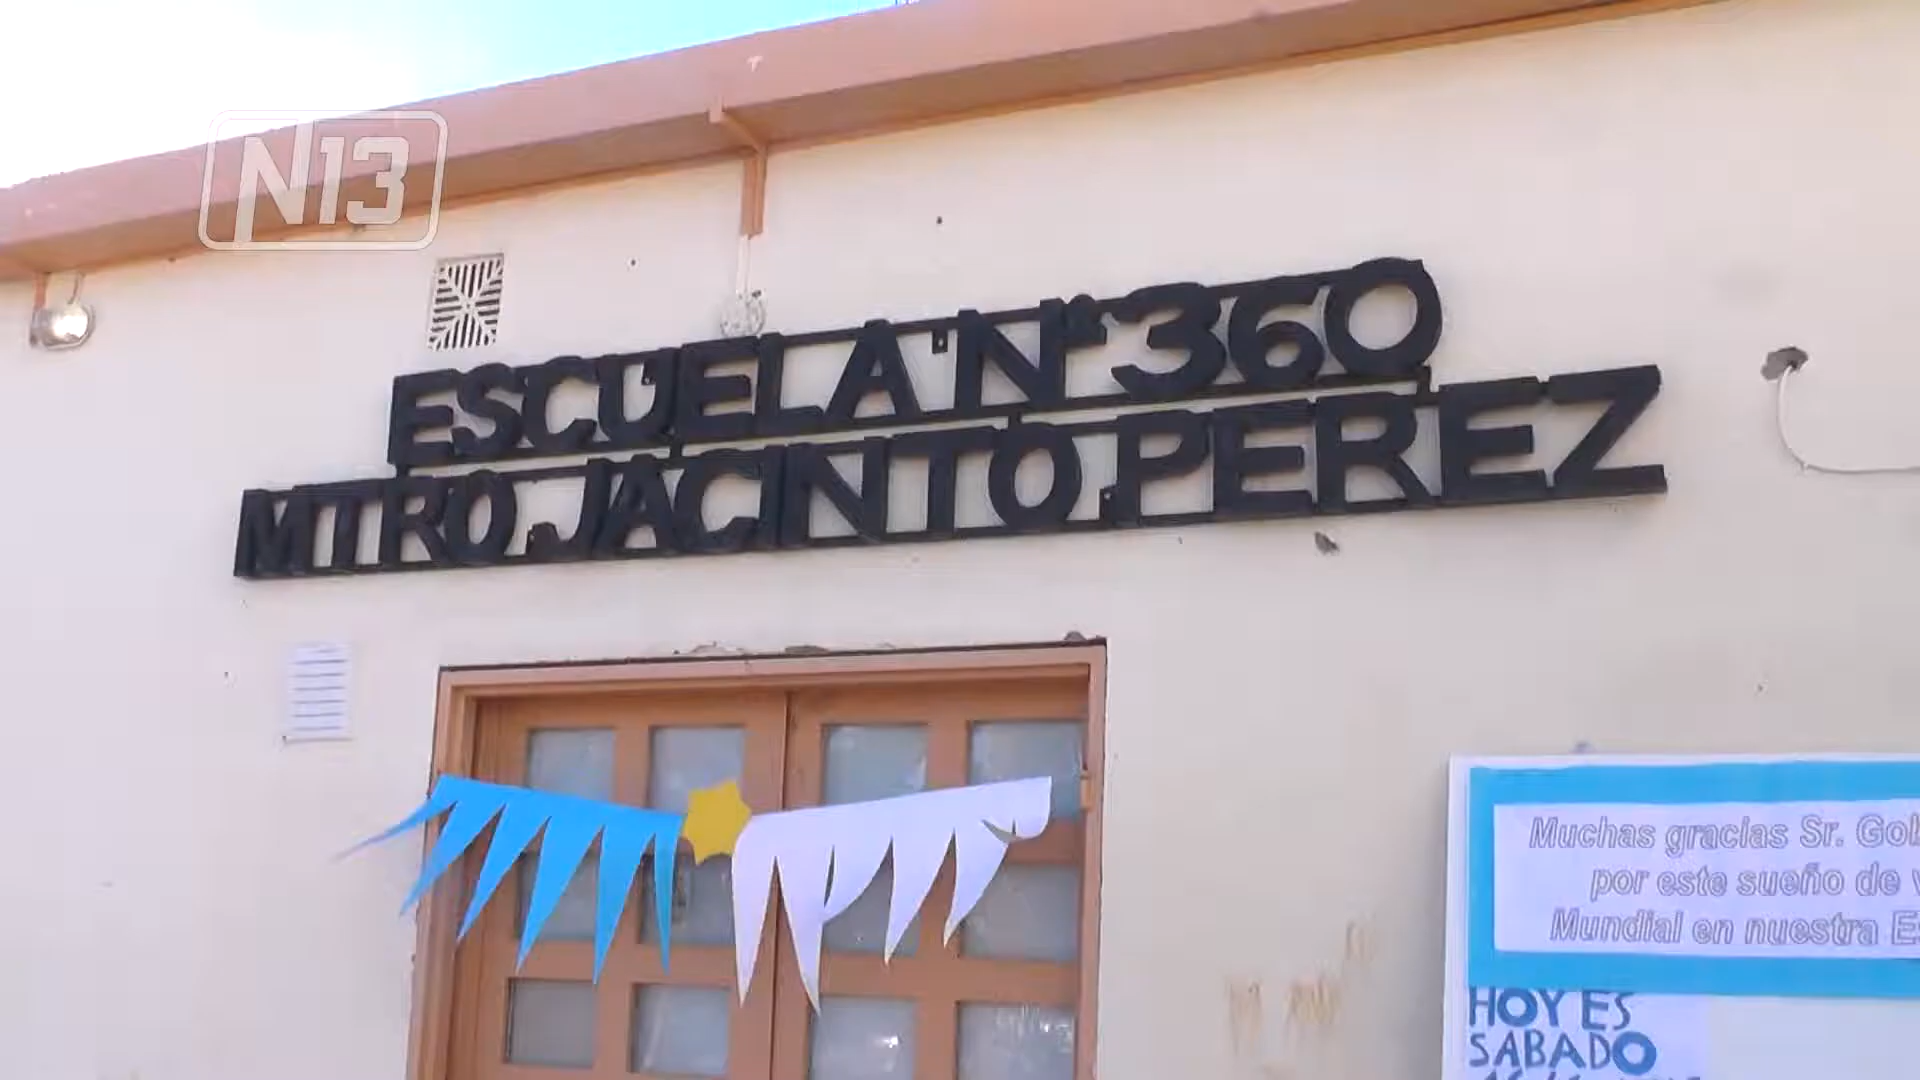 N13
ESCUELA N° 360
MTRO. JACINTO PEREZ
Muchas gracias Sr. Gob
por este sueño de v
Mundial en nuestra E
HOY ES
SABADO